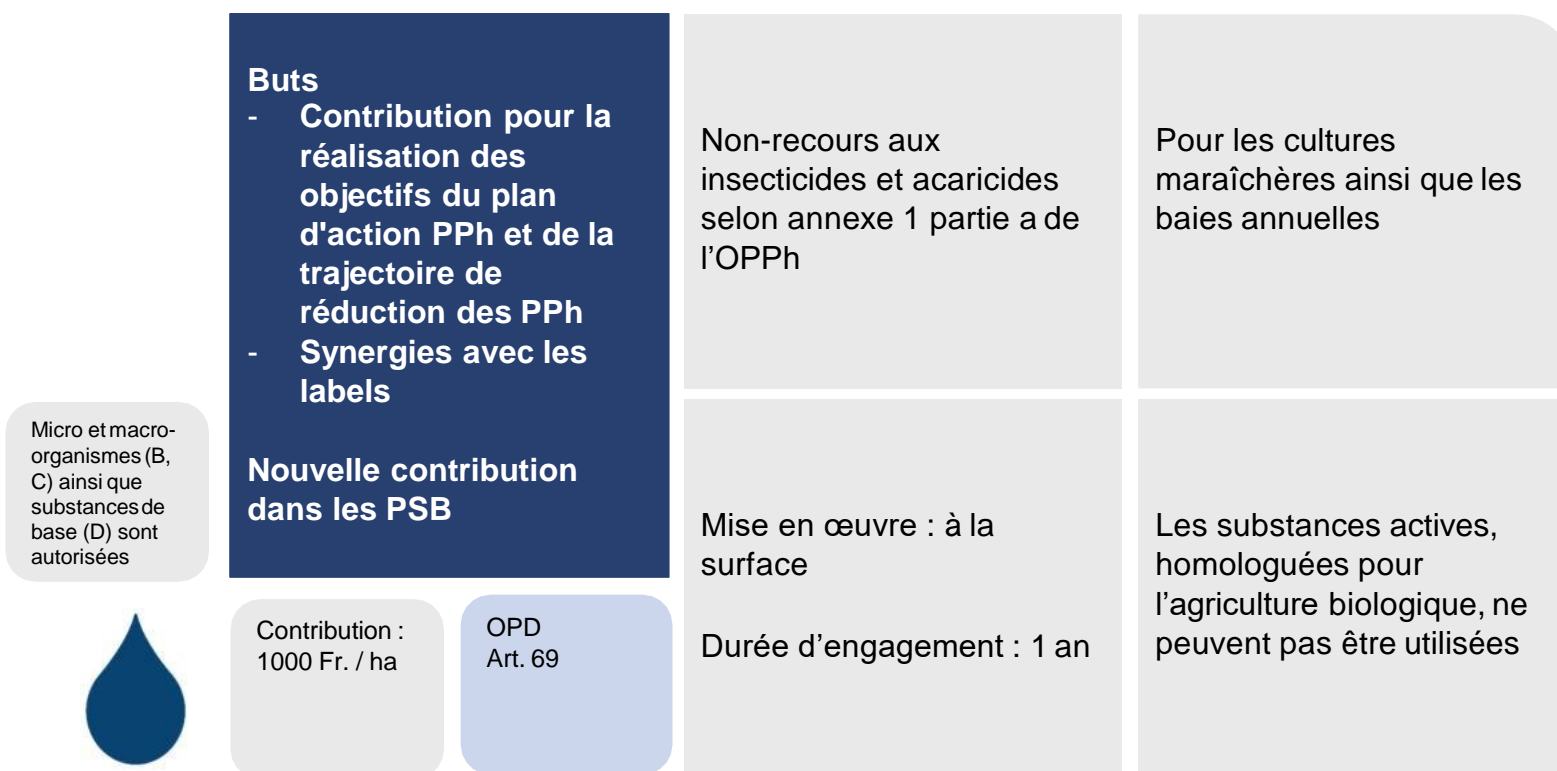 Buts
- Contribution pour la
réalisation des
objectifs du plan
d'action PPh et de la
trajectoire de
réduction des PPh
- Synergies avec les
labels
Nouvelle contribution
dans les PSB
Non-recours aux
insecticides et acaricides
selon annexe 1 partie a de
l’OPPh
Pour les cultures
maraîchères ainsi que les
baies annuelles
Micro et macro-
organismes (B,
C) ainsi que
substances de
base (D) sont
autorisées
Contribution :
1000 Fr. / ha
OPD
Art. 69
Mise en œuvre : à la
surface
Durée d’engagement : 1 an
Les substances actives,
homologuées pour
l’agriculture biologique, ne
peuvent pas être utilisées